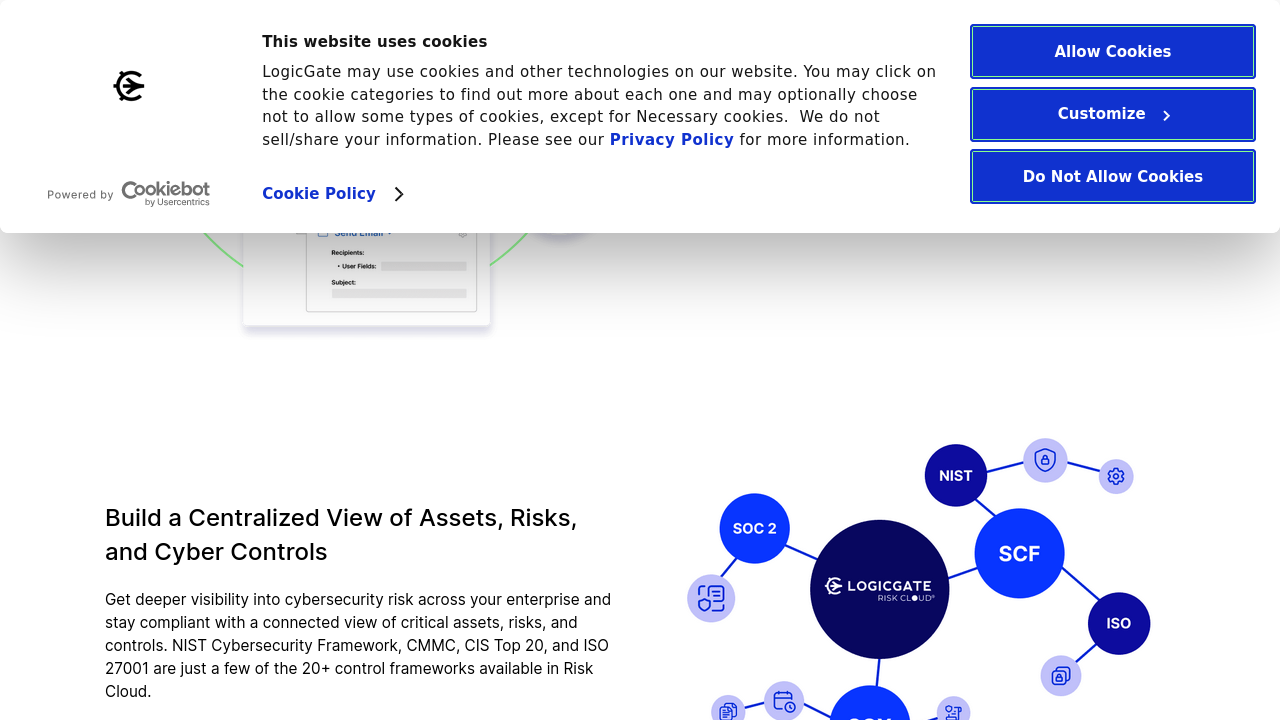 This website uses cookies
LogicGate may use cookies and other technologies on our website. You may click on
the cookie categories to find out more about each one and may optionally choose
not to allow some types of cookies, except for Necessary cookies.  We do not
sell/share your information. Please see our Privacy Policy for more information.
Cookie Policy
Powered by Cookiebot
by Usercentrics
Allow Cookies
Customize
Do Not Allow Cookies
Send Email
Recipients:
• User Fields:
Subject:
Build a Centralized View of Assets, Risks,
and Cyber Controls
Get deeper visibility into cybersecurity risk across your enterprise and
stay compliant with a connected view of critical assets, risks, and
controls. NIST Cybersecurity Framework, CMMC, CIS Top 20, and ISO
27001 are just a few of the 20+ control frameworks available in Risk
Cloud.
NIST
SOC 2
SCF
LOGICGATE
RISK CLOUD®
ISO